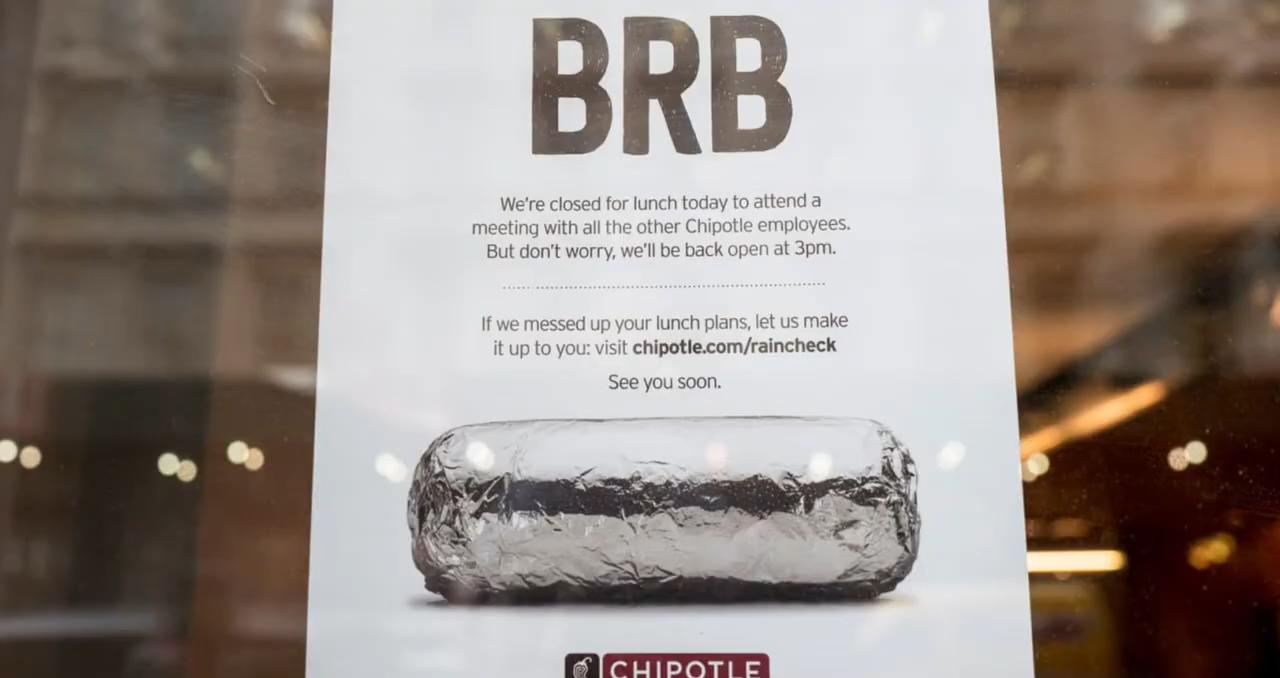 BRB
We're closed for lunch today to attend a
meeting with all the other Chipotle employees.
But don't worry, we'll be back open at 3pm.
If we messed up your lunch plans, let us make
it up to you: visit chipotle.com/raincheck
See you soon.
CHIPOTLE